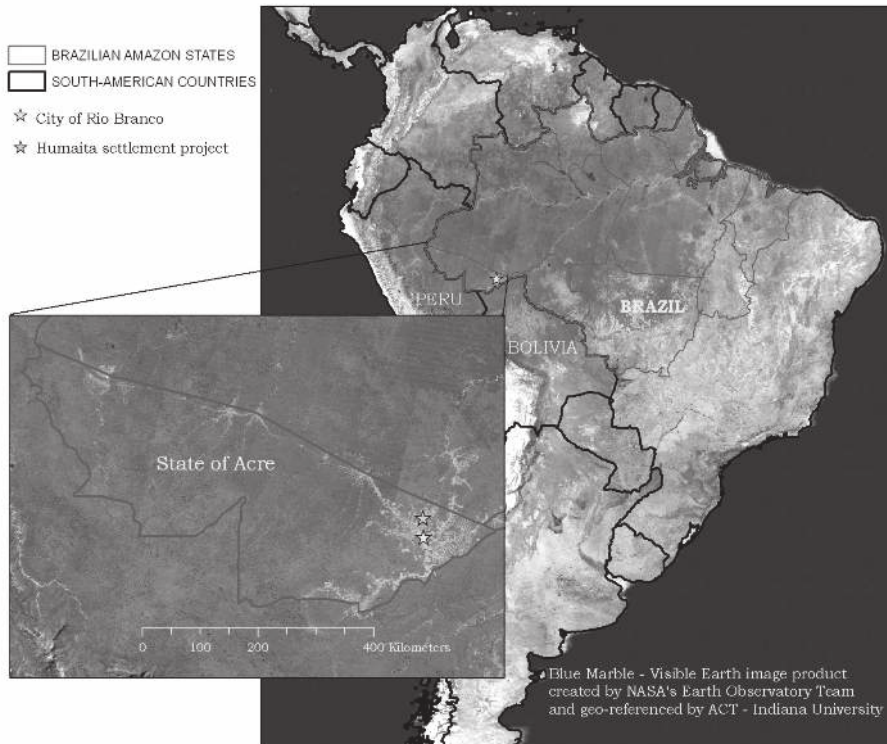 BRAZILIAN AMAZON STATES
SOUTH-AMERICAN COUNTRIES
City of Rio Branco
Humaita settlement project
PERU
BRAZIL
BOLIVIA
State of Acre
0 100 200 400 Kilometers
Blue Marble - Visible Earth image product
created by NASA's Earth Observatory Team
and geo-referenced by ACT - Indiana University